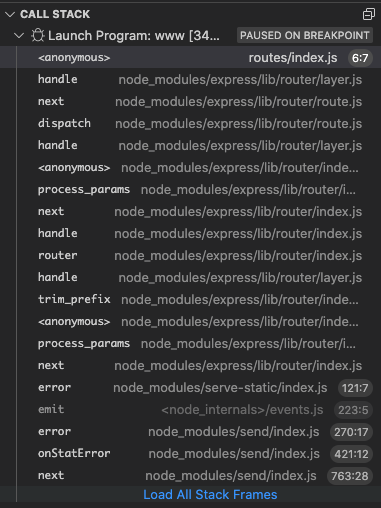 CALL STACK
Launch Program: www [34... PAUSED ON BREAKPOINT
<anonymous> routes/index.js 6:7
handle node_modules/express/lib/router/layer.js
next node_modules/express/lib/router/route.js
dispatch node_modules/express/lib/router/route.js
handle node_modules/express/lib/router/layer.js
<anonymous> node_modules/express/lib/router/inde...
process_params node_modules/express/lib/router/i...
next node_modules/express/lib/router/index.js
handle node_modules/express/lib/router/index.js
router node_modules/express/lib/router/index.js
handle node_modules/express/lib/router/layer.js
trim_prefix node_modules/express/lib/router/inde...
<anonymous> node_modules/express/lib/router/inde...
process_params node_modules/express/lib/router/i...
next node_modules/express/lib/router/index.js
error node_modules/serve-static/index.js 121:7
emit <node_internals>/events.js 223:5
error node_modules/send/index.js 270:17
onStatError node_modules/send/index.js 421:12
next node_modules/send/index.js 763:28
Load All Stack Frames